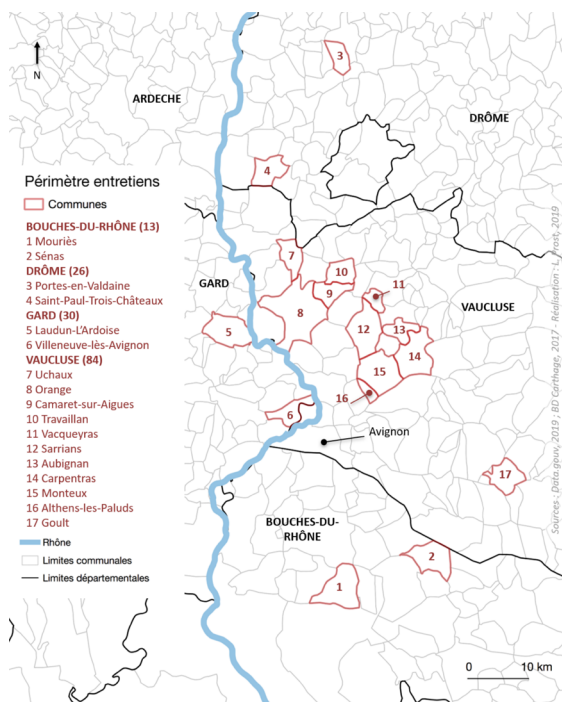 N
ARDECHE
DRÔME
Périmètre entretiens
Communes
BOUCHES-DU-RHÔNE (13)
1 Mouriès
2 Sénas
DRÔME (26)
3 Portes-en-Valdaine
4 Saint-Paul-Trois-Châteaux
GARD (30)
5 Laudun-L'Ardoise
6 Villeneuve-lès-Avignon
VAUCLUSE (84)
7 Uchaux
8 Orange
9 Camaret-sur-Aigues
10 Travaillan
11 Vacqueyras
12 Sarrians
13 Aubignan
14 Carpentras
15 Monteux
16 Althens-les-Paluds
17 Goult
Rhône
Limites communales
Limites départementales
3
4
7
10
11
GARD
9
VAUCLUSE
8
12
13
5
14
15
16
6
Avignon
17
BOUCHES-DU-
RHÔNE
2
1
0 10 km
Sources : Data.gouv, 2019 ; BD Carthage, 2017 - Réalisation : L. Prost, 2019